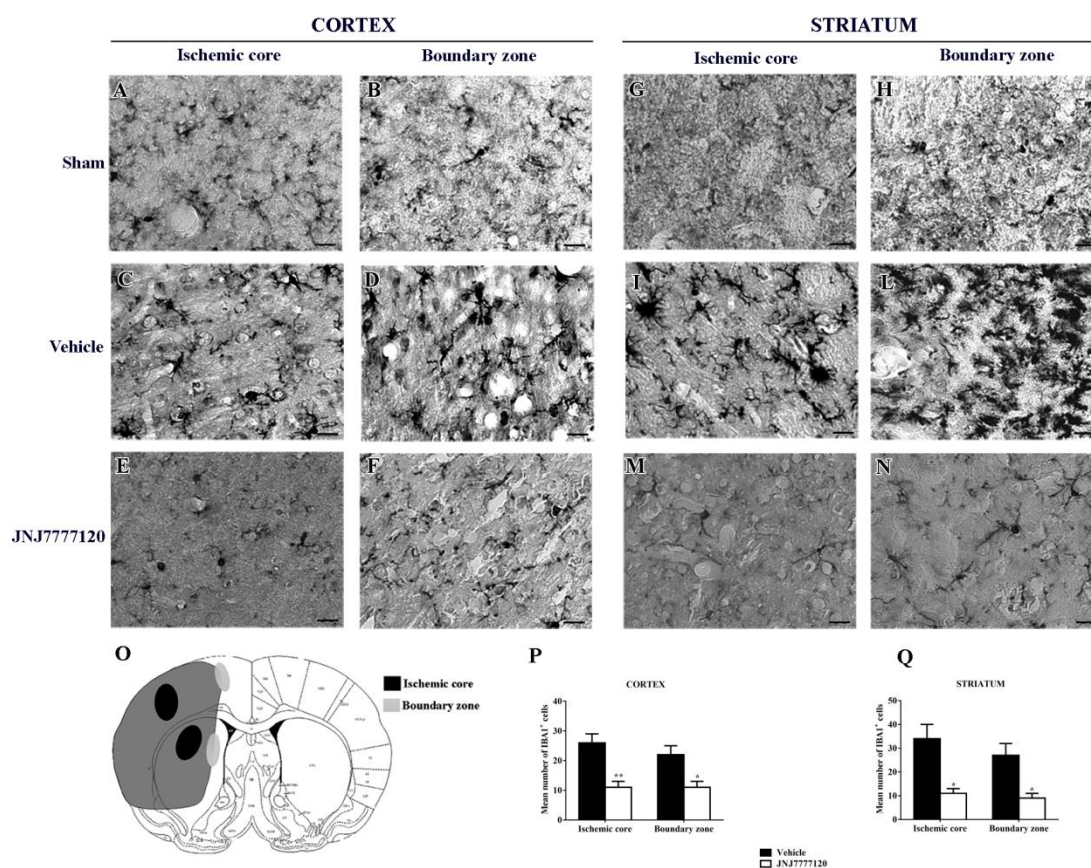 CORTEX STRIATUM
Ischemic core Boundary zone Ischemic core Boundary zone
A B G H
Sham
C D I L
Vehicle
E F M N
JNJ7777120
O
Ischemic core
Boundary zone
P
CORTEX
Mean number of IBA1+ cells
40
30
20
10
0
** *
Ischemic core Boundary zone
Q
STRIATUM
Mean number of IBA1+ cells
50
40
30
20
10
0
* *
Ischemic core Boundary zone
Vehicle
JNJ7777120